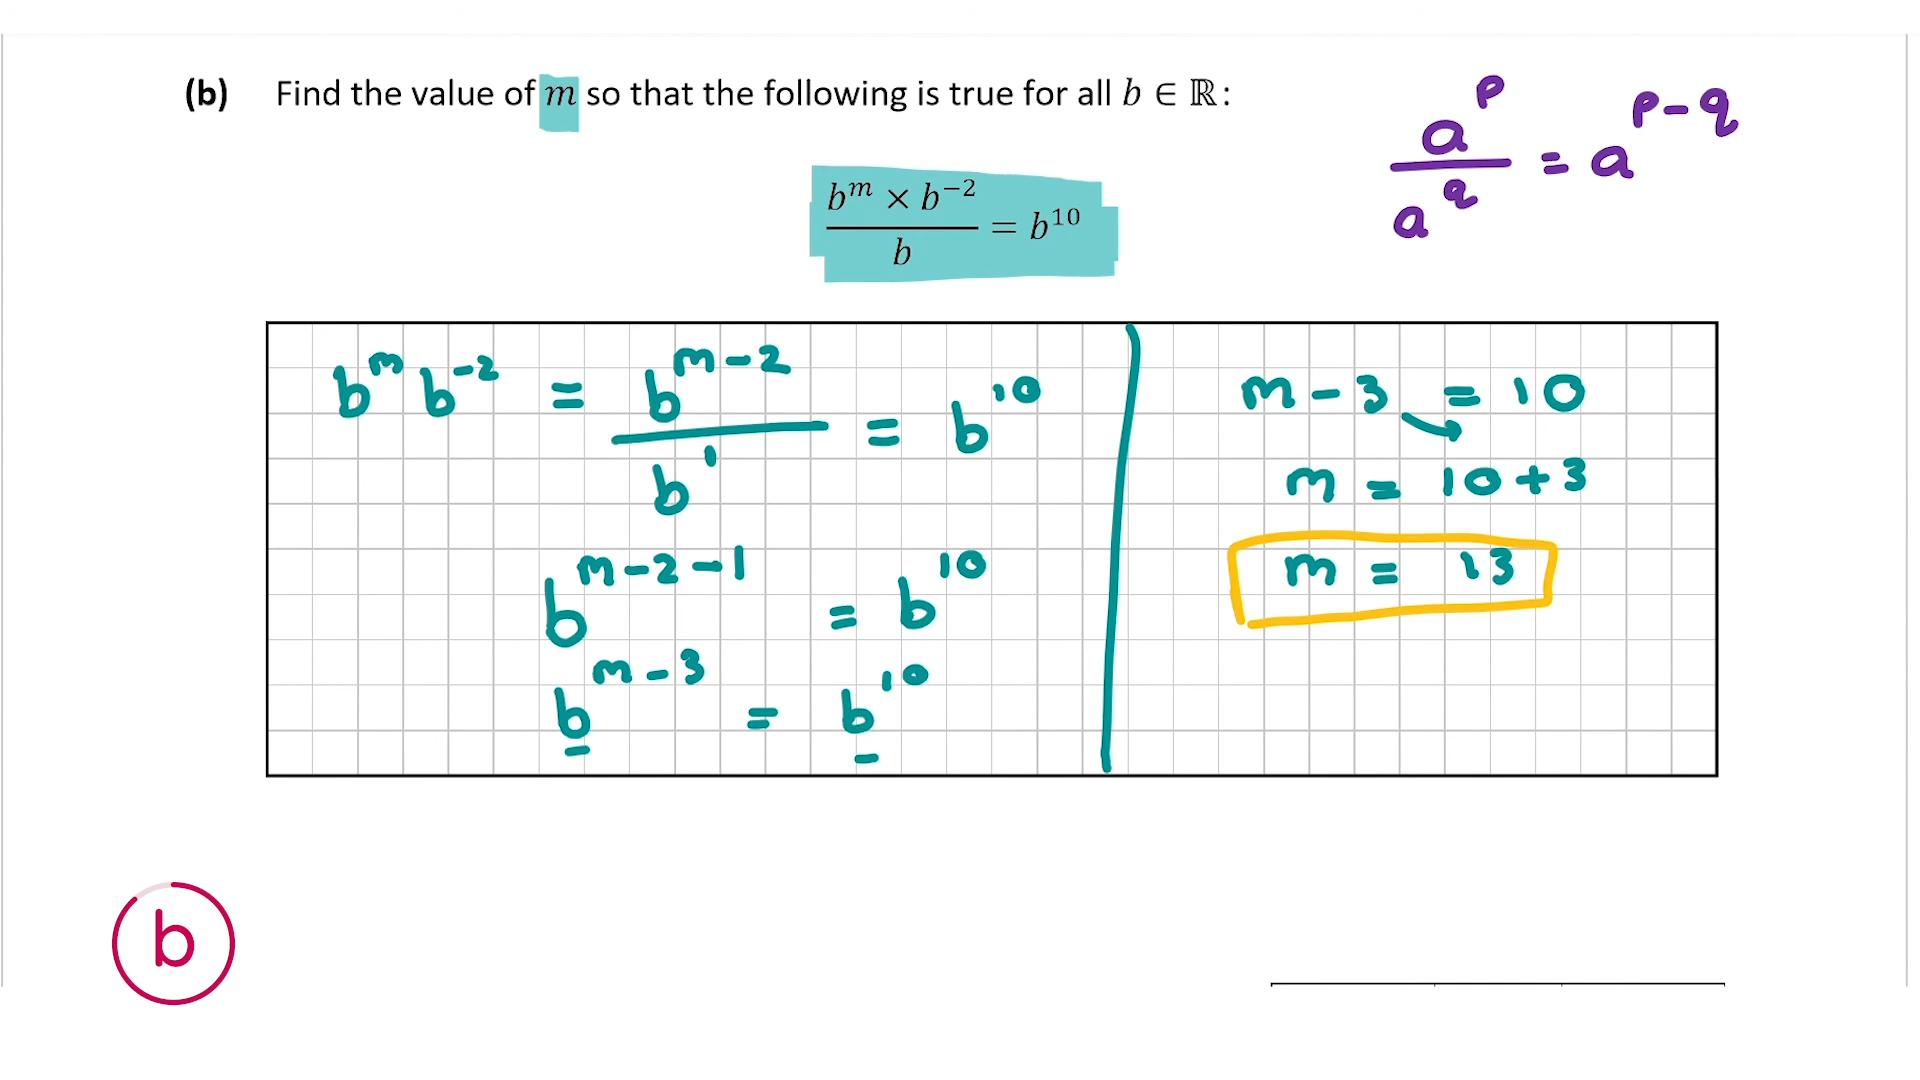 (b) Find the value of m so that the following is true for all b ∈ ℝ:
a^p / a^q = a^(p-q)
(b^m × b^−2) / b = b^10
b^m b^-2 = b^(m-2) / b^1 = b^10
b^(m-2-1) = b^10
b^(m-3) = b^10
m - 3 = 10
m = 10 + 3
m = 13
b